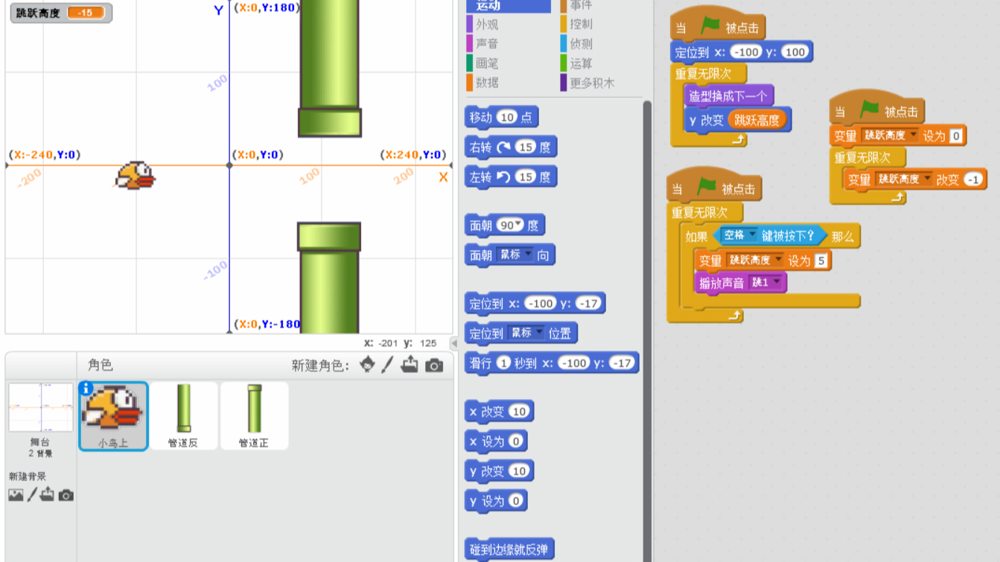 跳跃高度 -15
Y
(X:0,Y:180)
100
(X:-240,Y:0)
(X:0,Y:0)
(X:240,Y:0)
-200
100
200
X
-100
(X:0,Y:-180
x: -201 y: 125
角色
新建角色:
舞台
2 背景
新建背景
小鸟上
管道反
管道正
运动
事件
外观
控制
声音
侦测
画笔
运算
数据
更多积木
移动 10 点
右转 15 度
左转 15 度
面朝 90 度
面朝 鼠标 向
定位到 x: -100 y: -17
定位到 鼠标 位置
滑行 1 秒到 x: -100 y: -17
x 改变 10
x 设为 0
y 改变 10
y 设为 0
碰到边缘就反弹
当 被点击
定位到 x: -100 y: 100
重复无限次
造型换成下一个
y 改变 跳跃高度
当 被点击
变量 跳跃高度 设为 0
重复无限次
变量 跳跃高度 改变 -1
当 被点击
重复无限次
如果 空格 键被按下? 那么
变量 跳跃高度 设为 5
播放声音 跳1